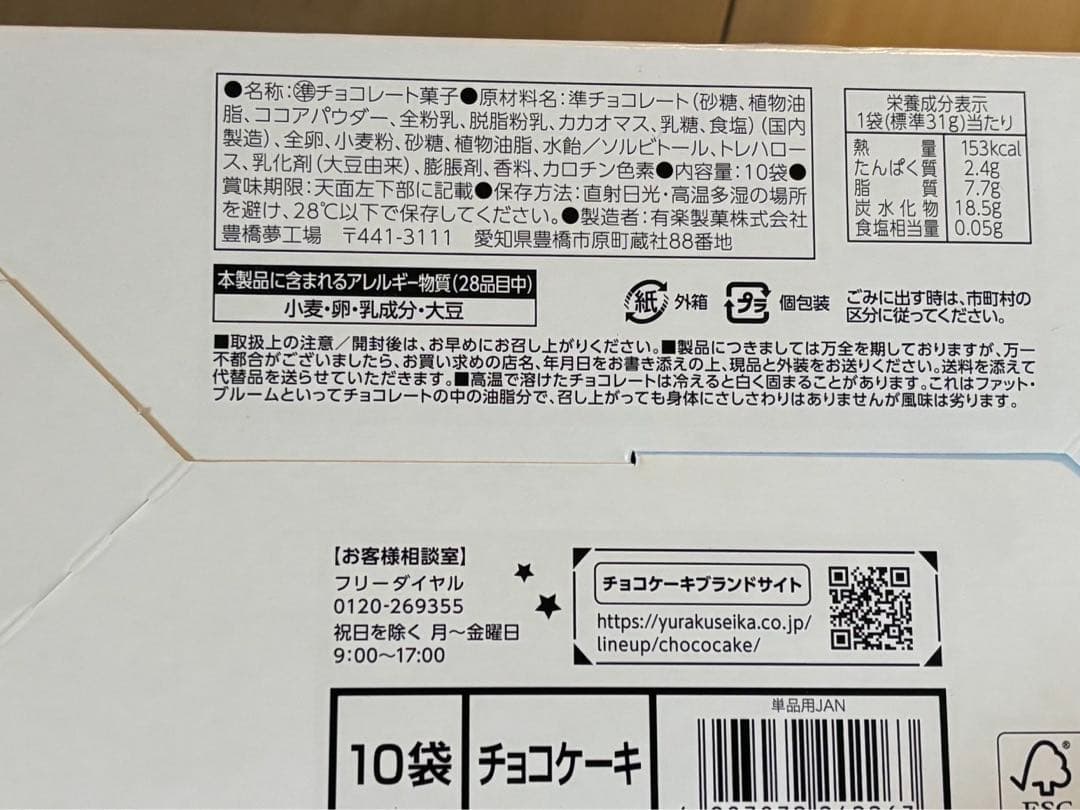 ●名称：準チョコレート菓子●原材料名：準チョコレート（砂糖、植物油
脂、ココアパウダー、全粉乳、脱脂粉乳、カカオマス、乳糖、食塩）（国内
製造）、全卵、小麦粉、砂糖、植物油脂、水飴／ソルビトール、トレハロー
ス、乳化剤（大豆由来）、膨脹剤、香料、カロチン色素●内容量：10袋●
賞味期限：天面左下部に記載●保存方法：直射日光・高温多湿の場所
を避け、28℃以下で保存してください。●製造者：有楽製菓株式会社
豊橋夢工場　〒441-3111　愛知県豊橋市原町蔵社88番地
栄養成分表示
1袋(標準31g)当たり
熱量 153kcal
たんぱく質 2.4g
脂質 7.7g
炭水化物 18.5g
食塩相当量 0.05g
本製品に含まれるアレルギー物質(28品目中)
小麦・卵・乳成分・大豆
紙 外箱
プラ 個包装
ごみに出す時は、市町村の
区分に従ってください。
■取扱上の注意／開封後は、お早めにお召し上がりください。■製品につきましては万全を期しておりますが、万一
不都合がございましたら、お買い求めの店名、年月日をお書き添えの上、現品と外装をお送りください。送料を添えて
代替品を送らせていただきます。■高温で溶けたチョコレートは冷えると白く固まることがあります。これはファット・
ブルームといってチョコレートの中の油脂分で、召し上がっても身体にさしさわりはありませんが風味は劣ります。
【お客様相談室】
フリーダイヤル
0120-269355
祝日を除く 月〜金曜日
9:00〜17:00
チョコケーキブランドサイト
https://yurakuseika.co.jp/
lineup/chococake/
10袋
チョコケーキ
単品用JAN